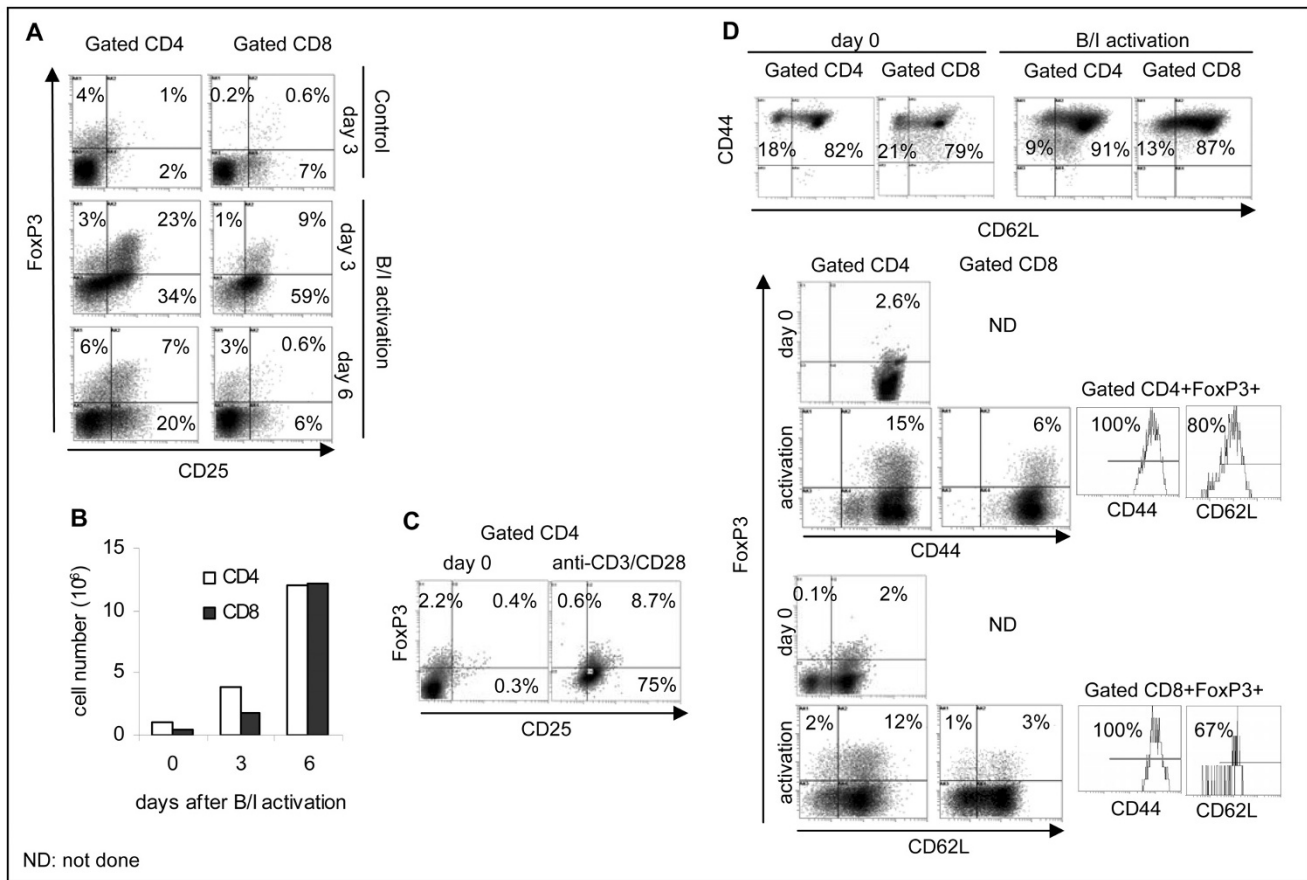 A
Gated CD4 Gated CD8
FoxP3
4% 1% 0.2% 0.6%
2% 7%
Control
day 3
3% 23% 1% 9%
34% 59%
day 3
B/I activation
6% 7% 3% 0.6%
20% 6%
day 6
CD25
B
15
10
5
0
cell number (10⁶)
CD4
CD8
0 3 6
days after B/I activation
C
Gated CD4
day 0 anti-CD3/CD28
FoxP3
2.2% 0.4% 0.6% 8.7%
0.3% 75%
CD25
D
day 0 B/I activation
Gated CD4 Gated CD8 Gated CD4 Gated CD8
CD44
18% 82% 21% 79% 9% 91% 13% 87%
CD62L
Gated CD4 Gated CD8
FoxP3
day 0
2.6%
ND
activation
15% 6%
CD44
Gated CD4+FoxP3+
100% 80%
CD44 CD62L
day 0
0.1% 2%
ND
activation
2% 12% 1% 3%
CD62L
Gated CD8+FoxP3+
100% 67%
CD44 CD62L
ND: not done